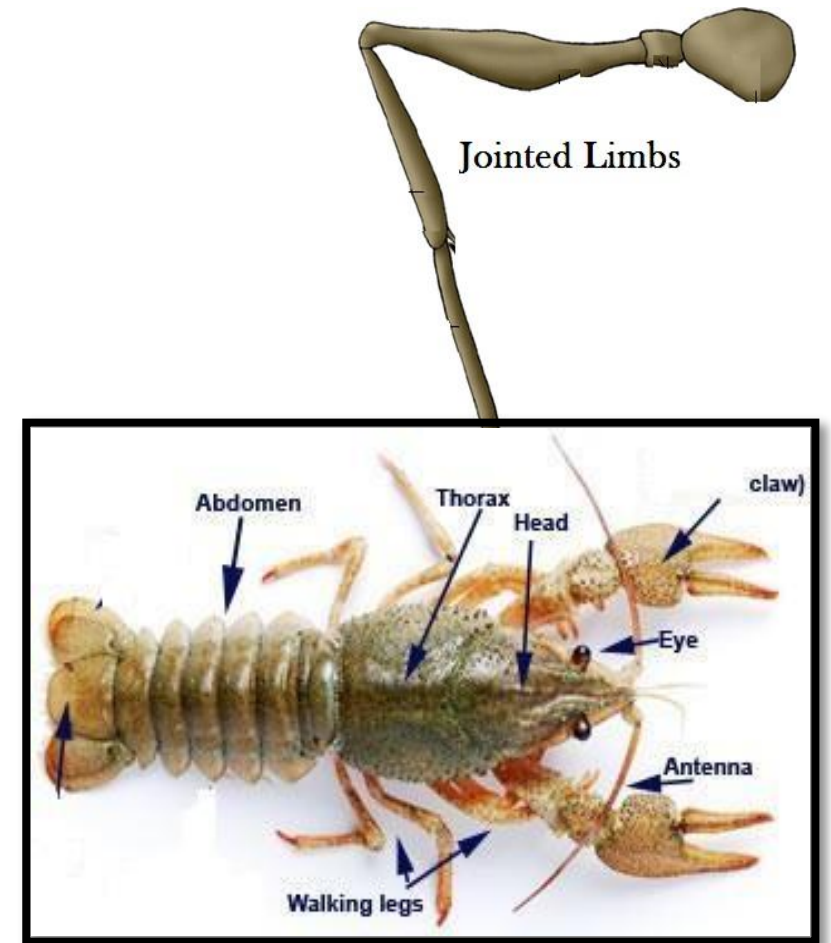 Jointed Limbs
claw)
Abdomen
Thorax
Head
Eye
Antenna
Walking legs